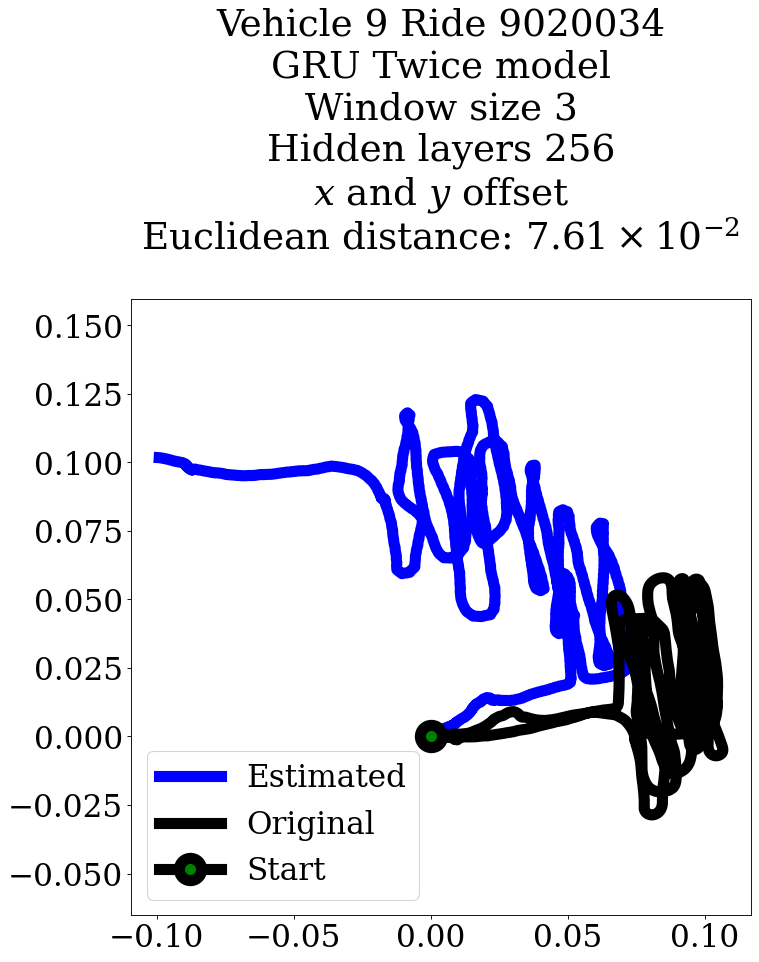 Vehicle 9 Ride 9020034
GRU Twice model
Window size 3
Hidden layers 256
x and y offset
Euclidean distance: 7.61 × 10⁻²
0.150
0.125
0.100
0.075
0.050
0.025
0.000
−0.025
−0.050
Estimated
Original
Start
−0.10 −0.05 0.00 0.05 0.10